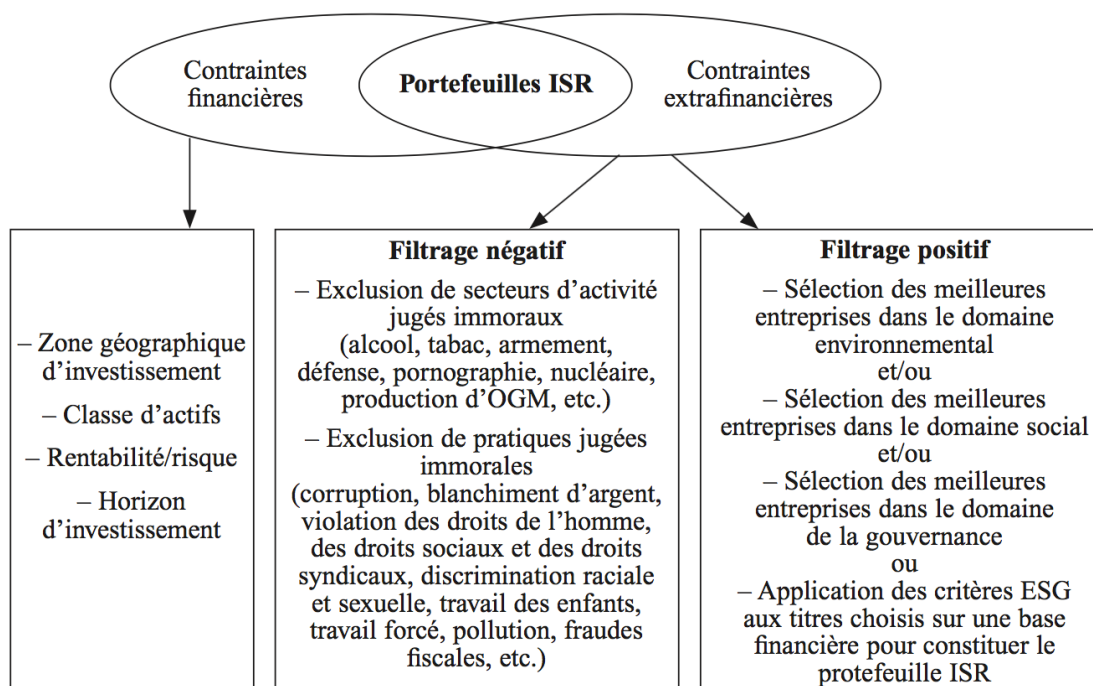 Contraintes
financières
Portefeuilles ISR
Contraintes
extrafinancières
– Zone géographique
d’investissement
– Classe d’actifs
– Rentabilité/risque
– Horizon
d’investissement
Filtrage négatif
– Exclusion de secteurs d’activité
jugés immoraux
(alcool, tabac, armement,
défense, pornographie, nucléaire,
production d’OGM, etc.)
– Exclusion de pratiques jugées
immorales
(corruption, blanchiment d’argent,
violation des droits de l’homme,
des droits sociaux et des droits
syndicaux, discrimination raciale
et sexuelle, travail des enfants,
travail forcé, pollution, fraudes
fiscales, etc.)
Filtrage positif
– Sélection des meilleures
entreprises dans le domaine
environnemental
et/ou
– Sélection des meilleures
entreprises dans le domaine social
et/ou
– Sélection des meilleures
entreprises dans le domaine
de la gouvernance
ou
– Application des critères ESG
aux titres choisis sur une base
financière pour constituer le
protefeuille ISR